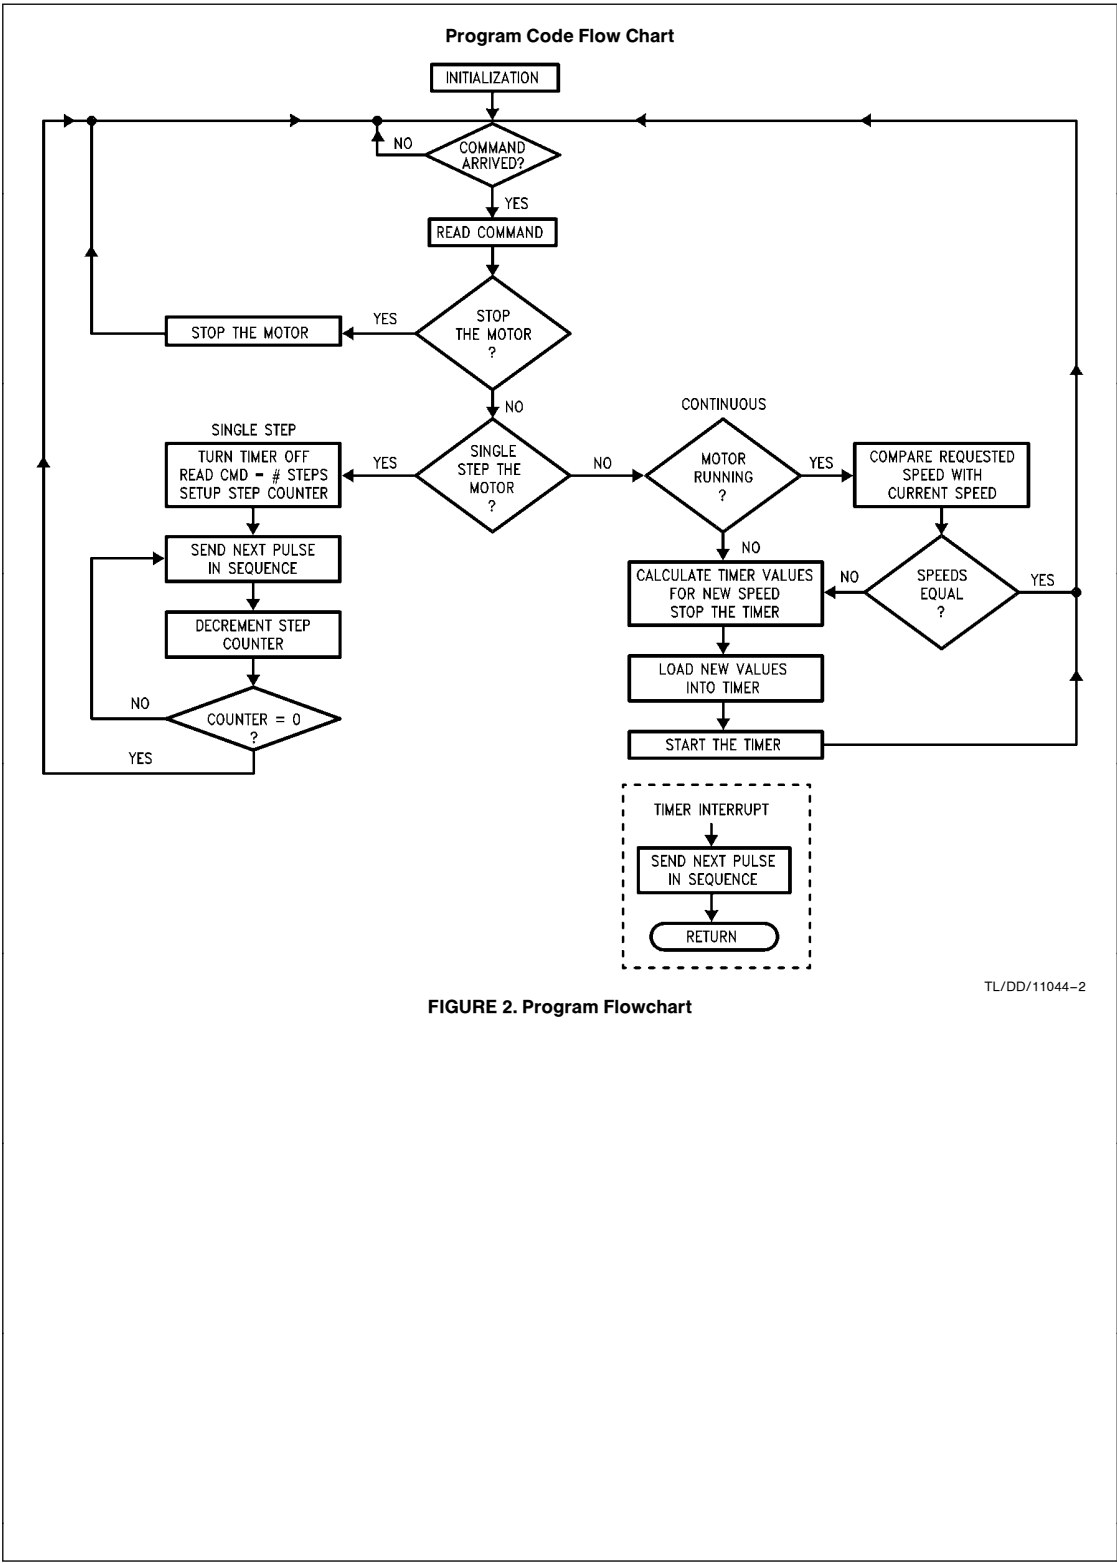 Program Code Flow Chart
INITIALIZATION
COMMAND
ARRIVED?
NO
YES
READ COMMAND
STOP
THE MOTOR
?
YES
STOP THE MOTOR
NO
SINGLE
STEP THE
MOTOR
?
YES
SINGLE STEP
TURN TIMER OFF
READ CMD = # STEPS
SETUP STEP COUNTER
SEND NEXT PULSE
IN SEQUENCE
DECREMENT STEP
COUNTER
COUNTER = 0
?
NO
YES
NO
CONTINUOUS
MOTOR
RUNNING
?
YES
COMPARE REQUESTED
SPEED WITH
CURRENT SPEED
SPEEDS
EQUAL
?
YES
NO
NO
CALCULATE TIMER VALUES
FOR NEW SPEED
STOP THE TIMER
LOAD NEW VALUES
INTO TIMER
START THE TIMER
TIMER INTERRUPT
SEND NEXT PULSE
IN SEQUENCE
RETURN
TL/DD/11044–2
FIGURE 2. Program Flowchart